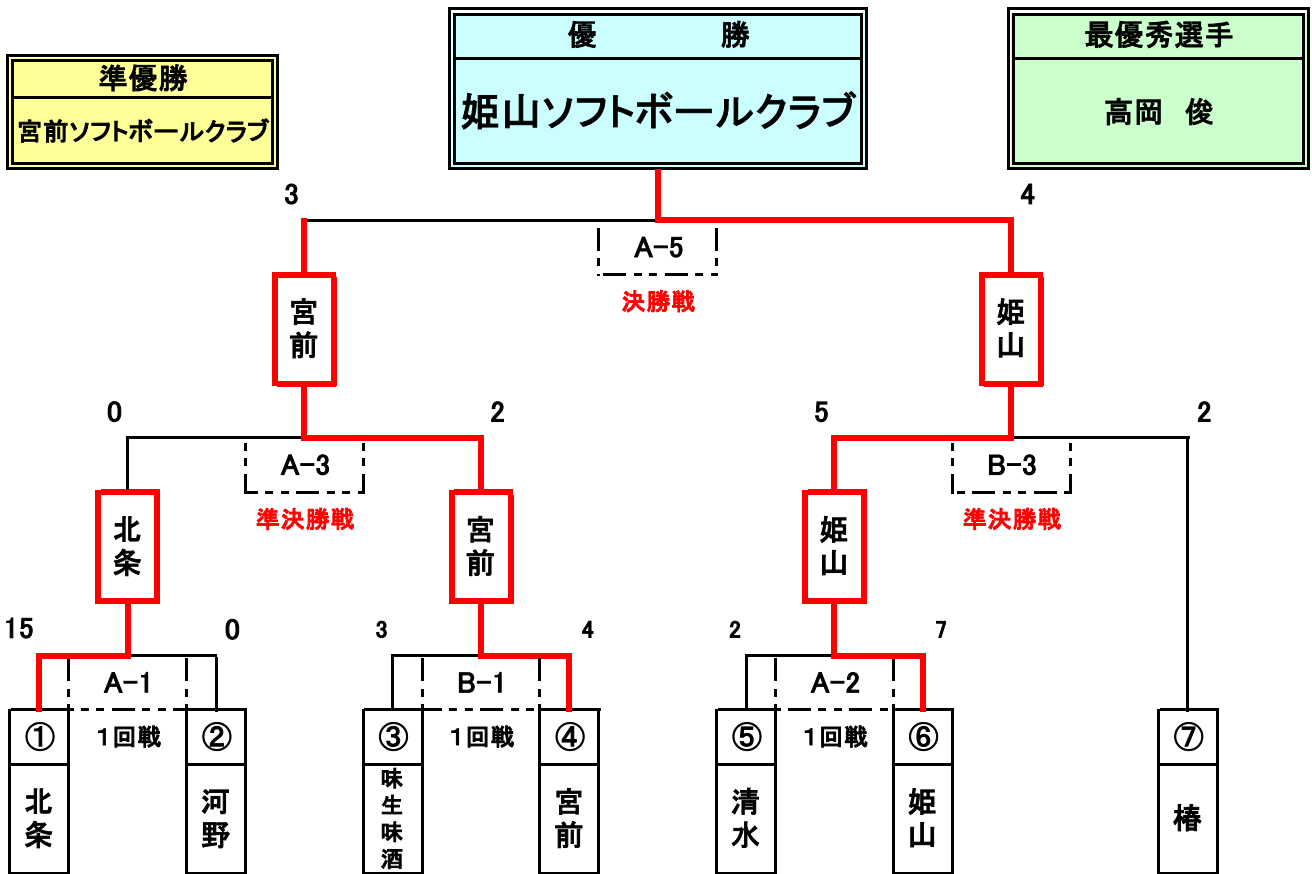 優　　　勝
最優秀選手
準優勝
姫山ソフトボールクラブ
高岡　俊
宮前ソフトボールクラブ
3
4
A-5
決勝戦
宮前
姫山
0
2
5
2
A-3
B-3
準決勝戦
準決勝戦
北条
宮前
姫山
15
0
3
4
2
7
A-1
B-1
A-2
①
1回戦
②
③
1回戦
④
⑤
1回戦
⑥
⑦
北条
河野
味生味酒
宮前
清水
姫山
椿